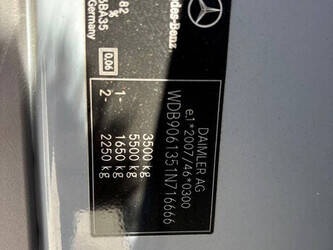 DAIMLER AG
e.1*2007/46*0300
WDB9061351N716666
3500 kg
5500 kg
1- 1650 kg
2- 2250 kg
0.06
Germany